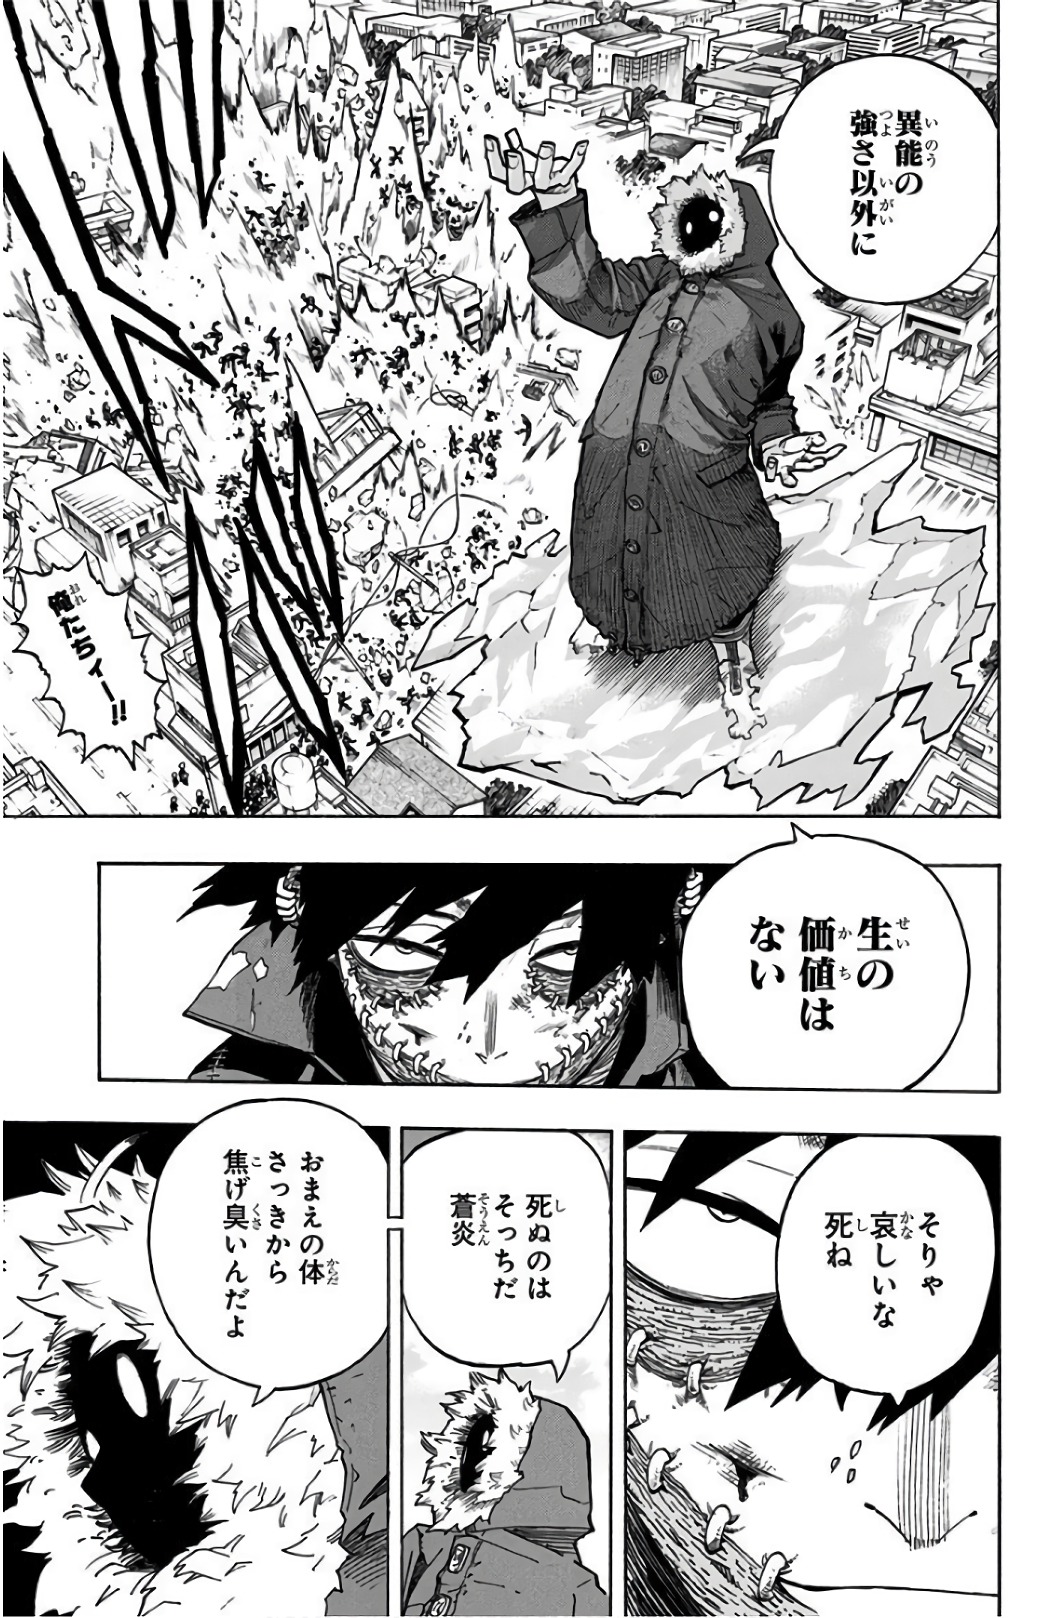 異能の
強さ以外に
俺たちィー!!
生の
価値は
ない
そりゃ
哀しいな
死ね
死ぬのは
そっちだ
蒼炎
おまえの体
さっきから
焦げ臭いんだよ